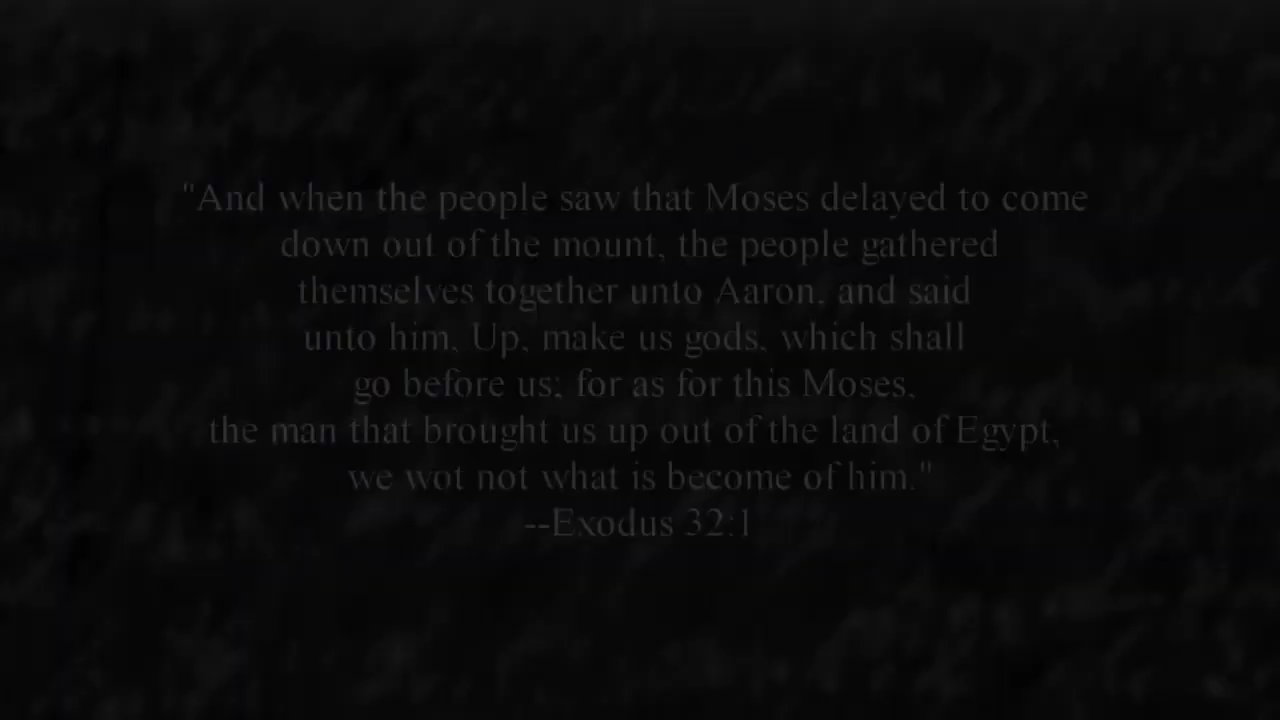 "And when the people saw that Moses delayed to come
down out of the mount, the people gathered
themselves together unto Aaron, and said
unto him, Up, make us gods, which shall
go before us; for as for this Moses,
the man that brought us up out of the land of Egypt,
we wot not what is become of him."
--Exodus 32:1